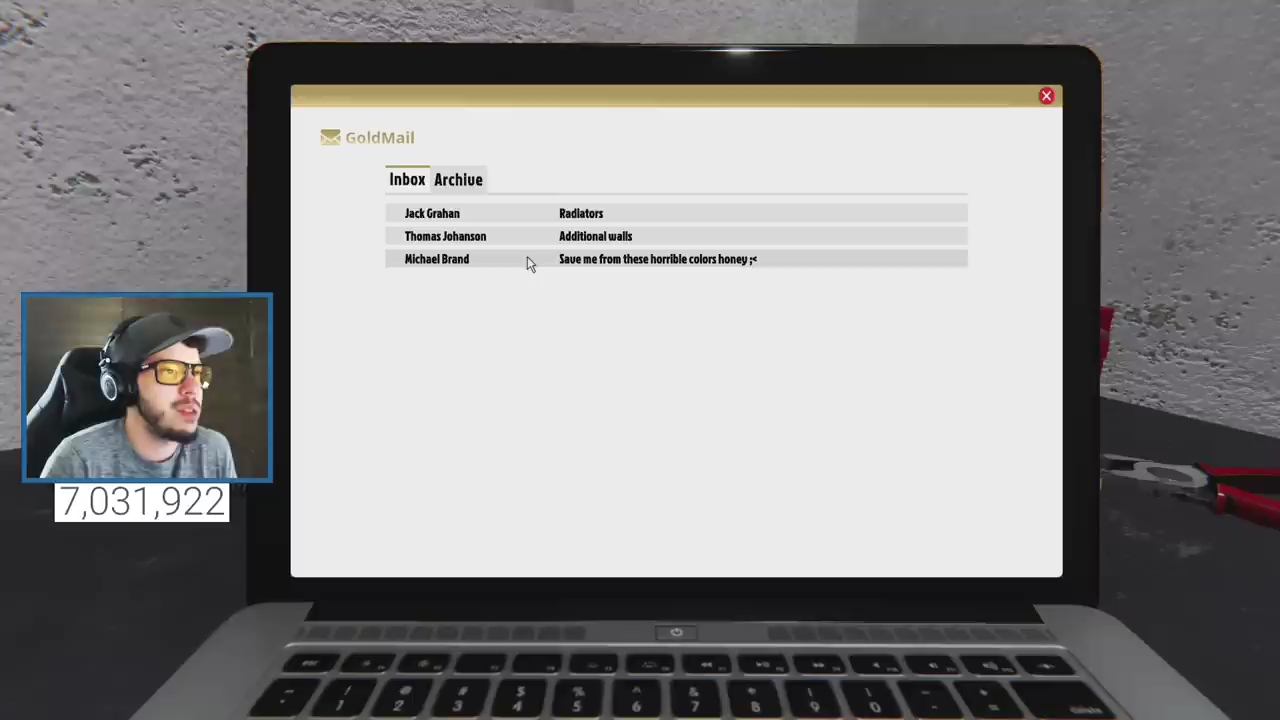 GoldMail
Inbox Archive
Jack Grahan Radiators
Thomas Johanson Additional walls
Michael Brand Save me from these horrible colors honey ;<
7,031,922